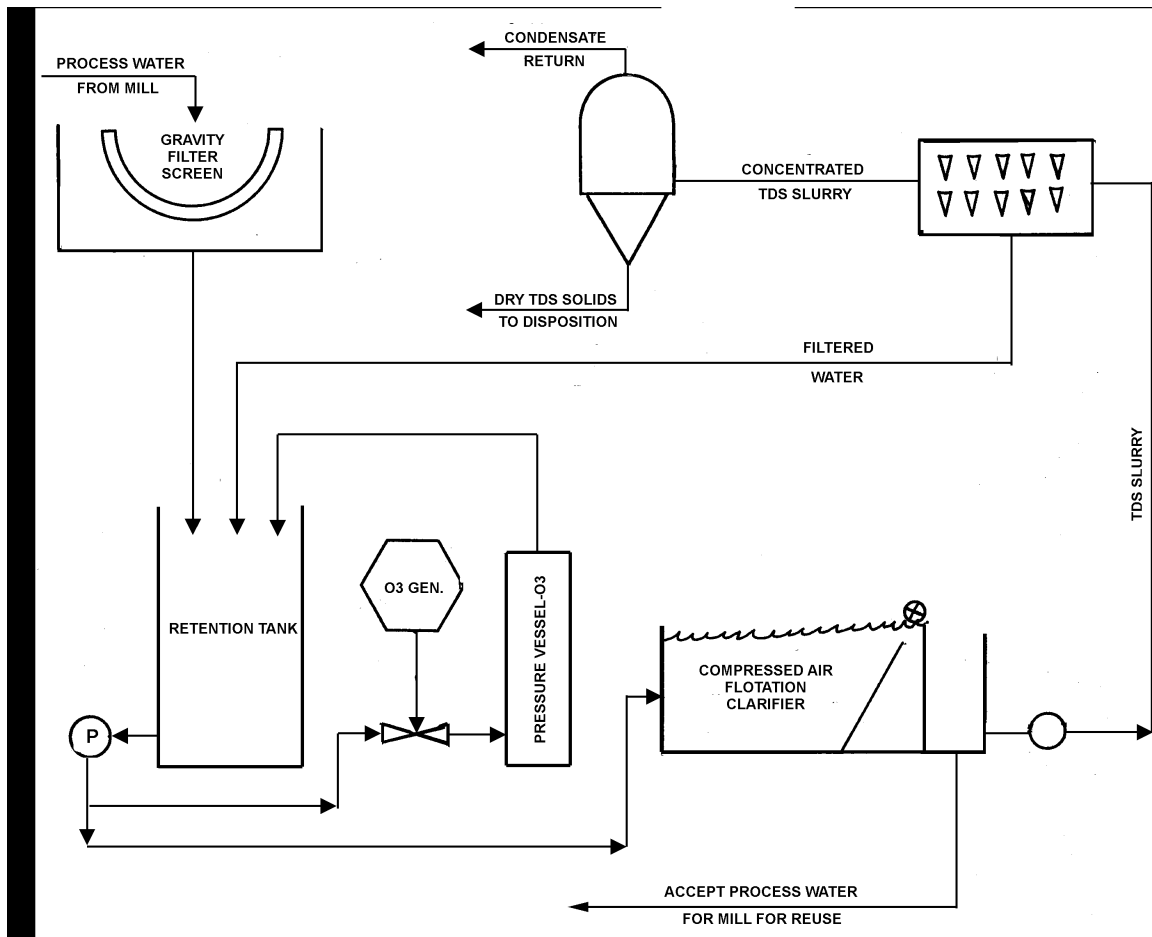 CONDENSATE
RETURN
PROCESS WATER
FROM MILL
GRAVITY
FILTER
SCREEN
CONCENTRATED
TDS SLURRY
DRY TDS SOLIDS
TO DISPOSITION
FILTERED
WATER
TDS SLURRY
O3 GEN.
PRESSURE VESSEL-O3
RETENTION TANK
COMPRESSED AIR
FLOTATION
CLARIFIER
P
ACCEPT PROCESS WATER
FOR MILL FOR REUSE